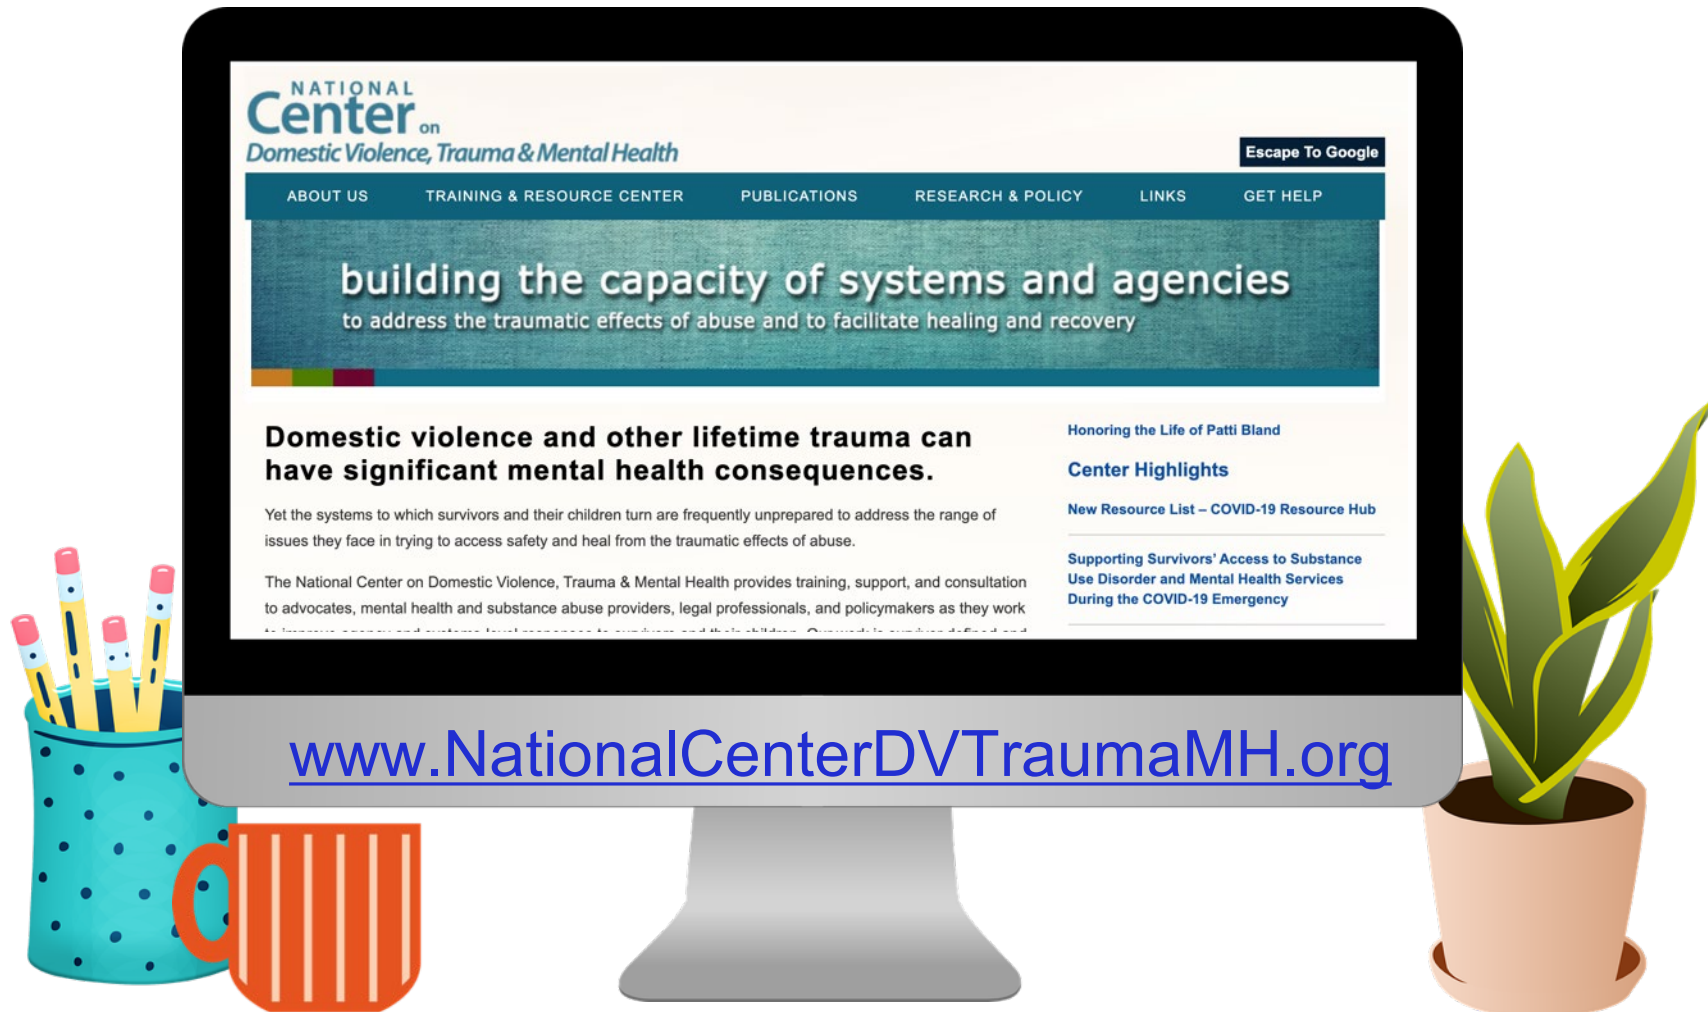 NATIONAL
Center on
Domestic Violence, Trauma & Mental Health
Escape To Google
ABOUT US TRAINING & RESOURCE CENTER PUBLICATIONS RESEARCH & POLICY LINKS GET HELP
building the capacity of systems and agencies
to address the traumatic effects of abuse and to facilitate healing and recovery
Domestic violence and other lifetime trauma can
have significant mental health consequences.
Yet the systems to which survivors and their children turn are frequently unprepared to address the range of
issues they face in trying to access safety and heal from the traumatic effects of abuse.
The National Center on Domestic Violence, Trauma & Mental Health provides training, support, and consultation
to advocates, mental health and substance abuse providers, legal professionals, and policymakers as they work
Honoring the Life of Patti Bland
Center Highlights
New Resource List – COVID-19 Resource Hub
Supporting Survivors' Access to Substance
Use Disorder and Mental Health Services
During the COVID-19 Emergency
www.NationalCenterDVTraumaMH.org